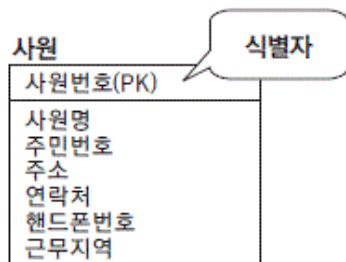 사원
식별자
사원번호(PK)
사원명
주민번호
주소
연락처
핸드폰번호
근무지역